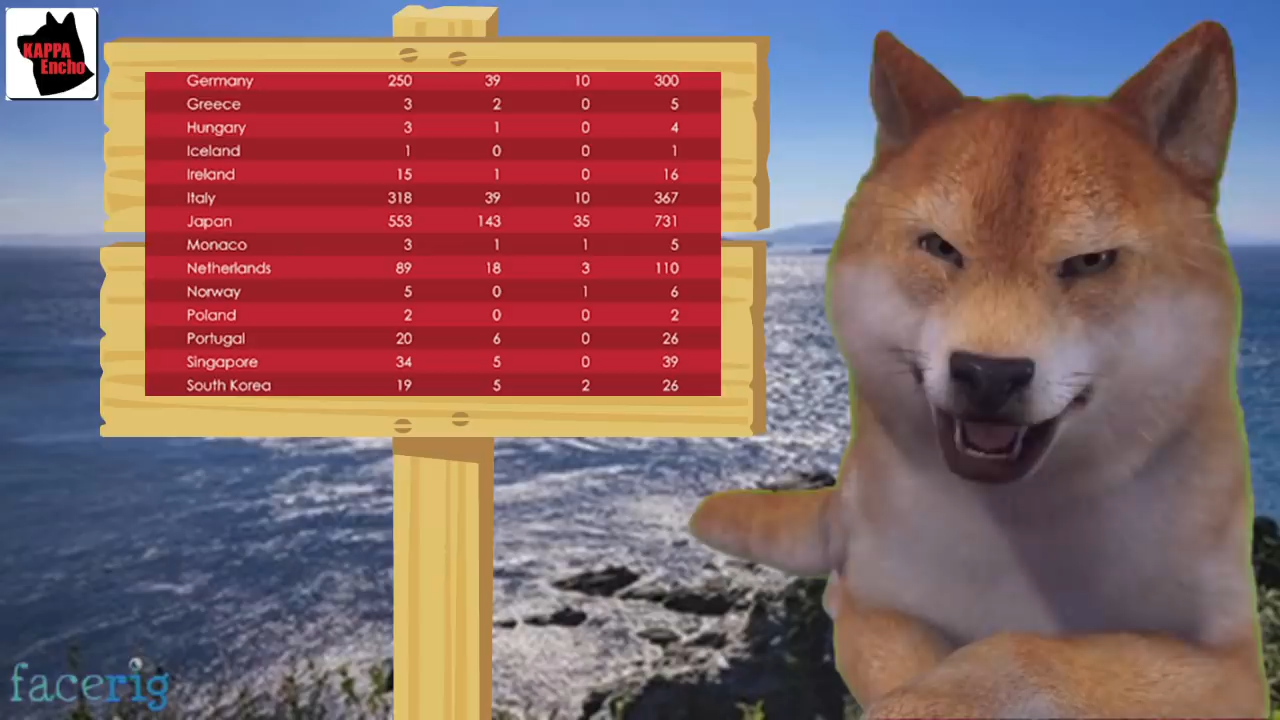 KAPPA
Encho
Germany 250 39 10 300
Greece 3 2 0 5
Hungary 3 1 0 4
Iceland 1 0 0 1
Ireland 15 1 0 16
Italy 318 39 10 367
Japan 553 143 35 731
Monaco 3 1 1 5
Netherlands 89 18 3 110
Norway 5 0 1 6
Poland 2 0 0 2
Portugal 20 6 0 26
Singapore 34 5 0 39
South Korea 19 5 2 26
facerig